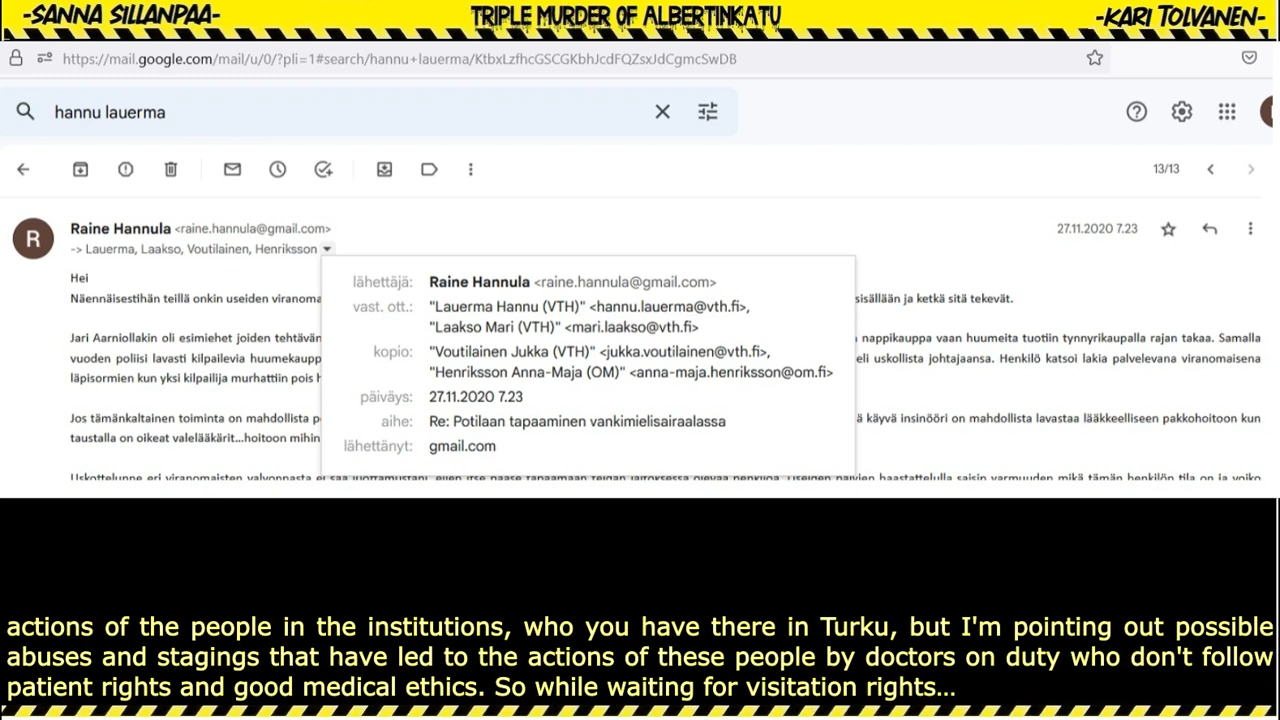 -SANNA SILLANPAA-
TRIPLE MURDER OF ALBERTINKATU
-KARI TOLVANEN-
https://mail.google.com/mail/u/0/?pli=1#search/hannu+lauerma/KtbxLzfhcGSCGKbhJcdFQZsxJdCgmcSwDB
hannu lauerma
13/13
R
Raine Hannula <raine.hannula@gmail.com>
27.11.2020 7.23
-> Lauerma, Laakso, Voutilainen, Henriksson
Hei
Näennäisestihän teillä onkin useiden viranoma
sisällään ja ketkä sitä tekevät.
Jari Aarniollakin oli esimiehet joiden tehtävän
nappikauppa vaan huumeita tuotiin tynnyrikaupalla rajan takaa. Samalla
vuoden poliisi lavasti kilpailevia huumekaupp
eli uskollista johtajaansa. Henkilö katsoi lakia palvelevana viranomaisena
läpisormien kun yksi kilpailija murhattiin pois h
Jos tämänkaltainen toiminta on mahdollista p
ä käyvä insinööri on mahdollista lavastaa lääkkeelliseen pakkohoitoon kun
taustalla on oikeat valelääkärit...hoitoon mihin
lähettäjä: Raine Hannula <raine.hannula@gmail.com>
vast. ott.: "Lauerma Hannu (VTH)" <hannu.lauerma@vth.fi>,
"Laakso Mari (VTH)" <mari.laakso@vth.fi>
kopio: "Voutilainen Jukka (VTH)" <jukka.voutilainen@vth.fi>,
"Henriksson Anna-Maja (OM)" <anna-maja.henriksson@om.fi>
päiväys: 27.11.2020 7.23
aihe: Re: Potilaan tapaaminen vankimielisairaalassa
lähettänyt: gmail.com
actions of the people in the institutions, who you have there in Turku, but I'm pointing out possible
abuses and stagings that have led to the actions of these people by doctors on duty who don't follow
patient rights and good medical ethics. So while waiting for visitation rights...